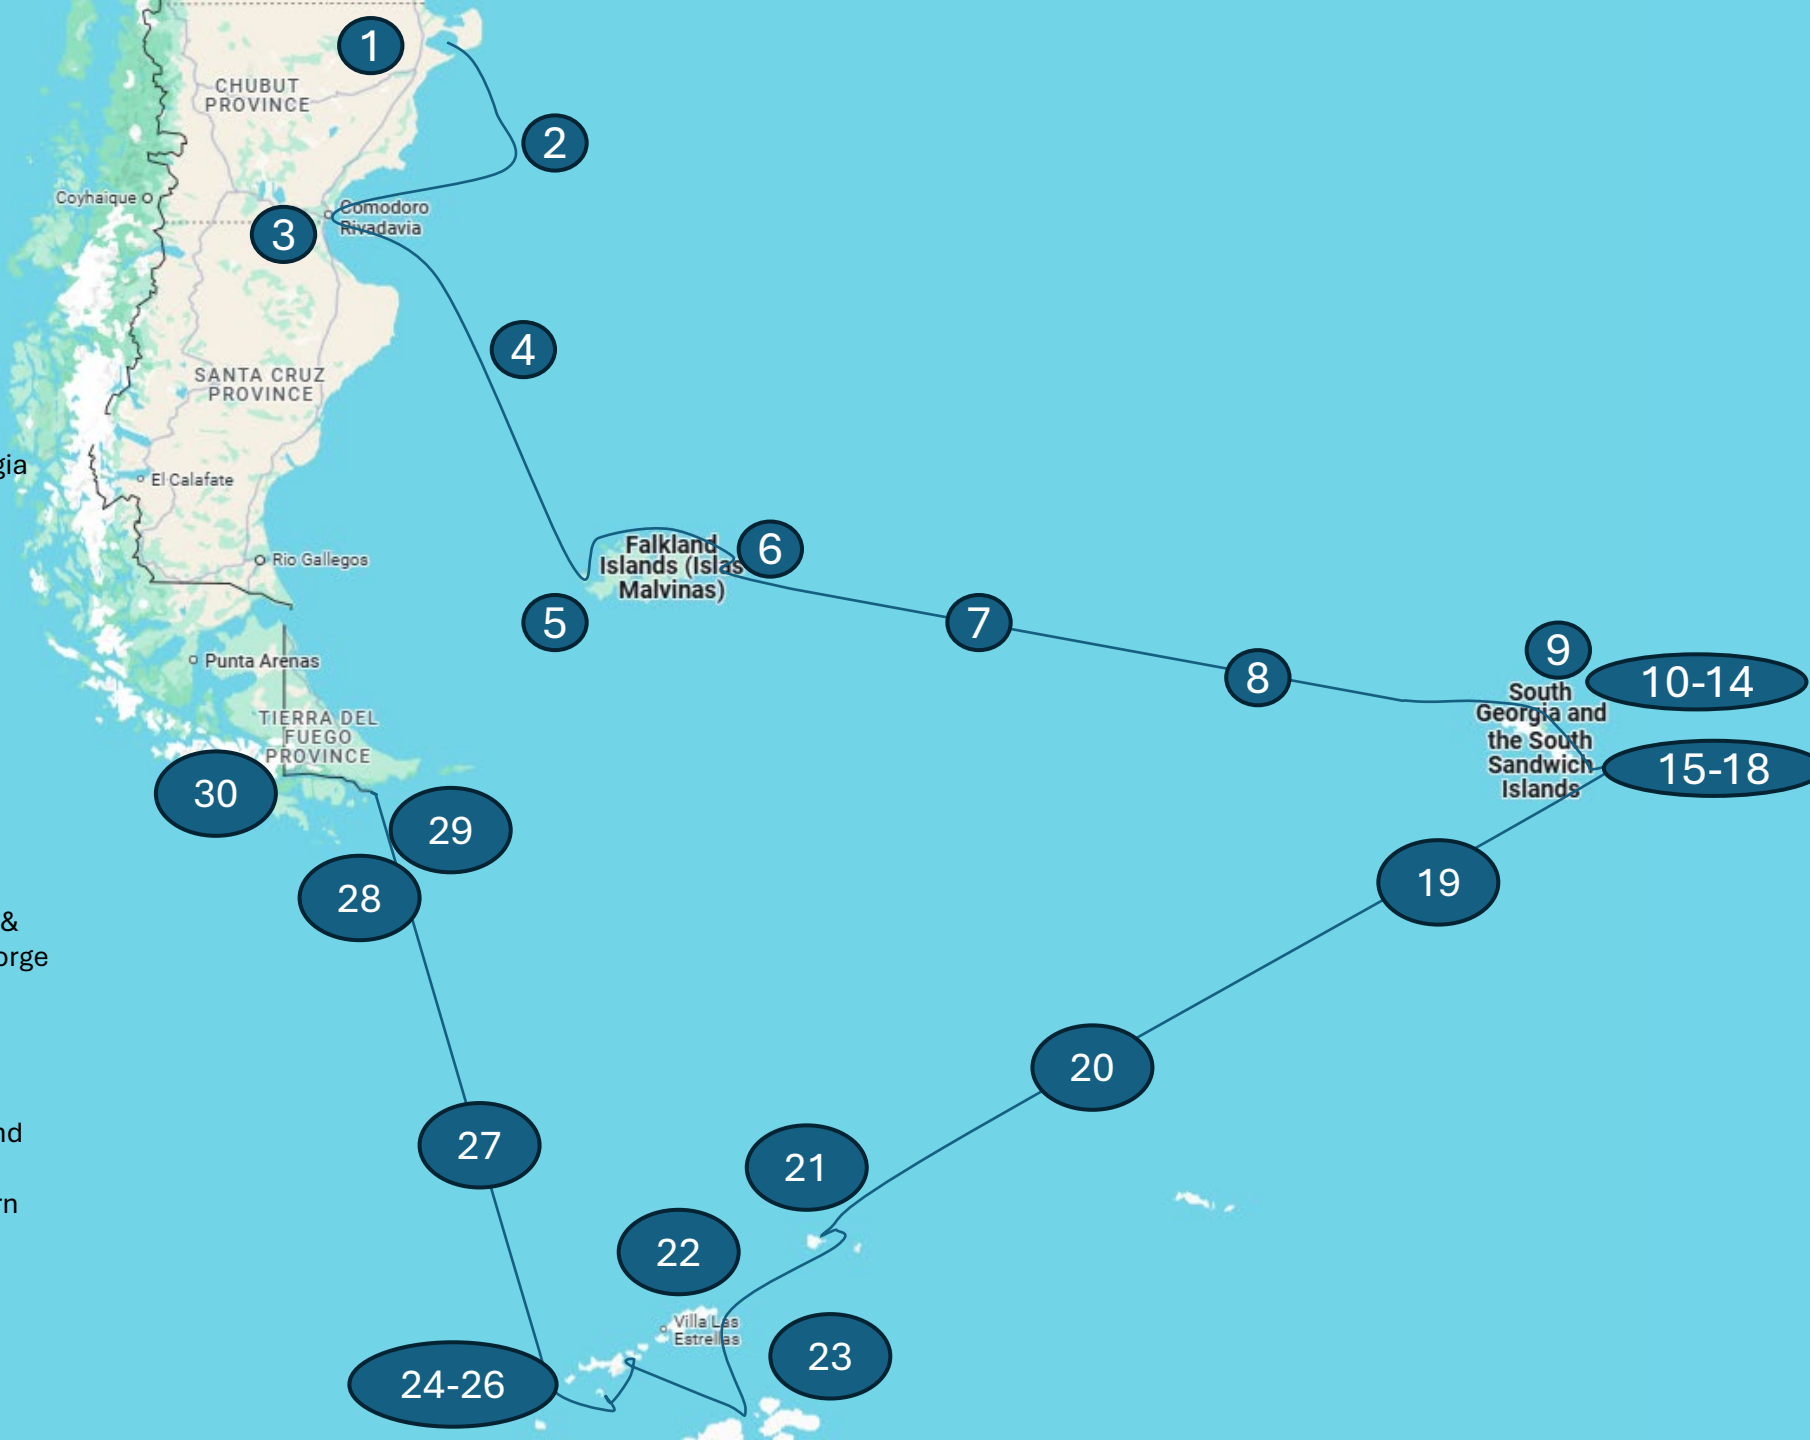 1
CHUBUT
PROVINCE
2
Coyhaique
Comodoro
Rivadavia
3
4
SANTA CRUZ
PROVINCE
gia
El Calafate
Falkland
Islands (Islas
Malvinas)
6
Rio Gallegos
5
7
8
9
10-14
Punta Arenas
South
Georgia and
the South
Sandwich
Islands
15-18
TIERRA DEL
FUEGO
PROVINCE
30
29
28
19
&
orge
20
nd
27
21
rn
22
Villa Las
Estrellas
23
24-26